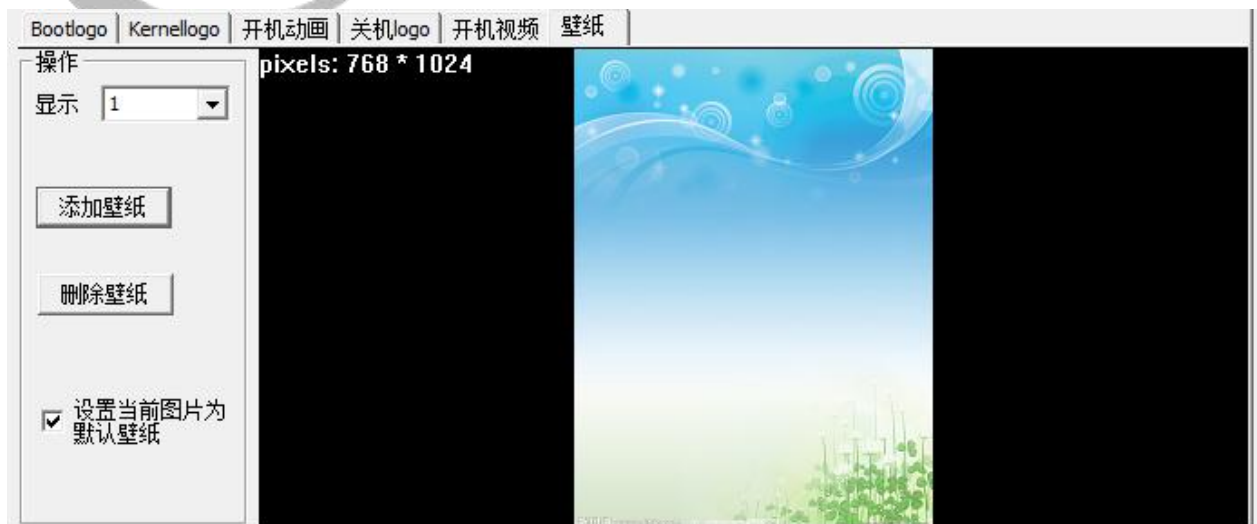 Bootlogo Kernellogo 开机动画 关机logo 开机视频 壁纸
操作
pixels: 768 * 1024
显示 1
添加壁纸
删除壁纸
设置当前图片为
默认壁纸